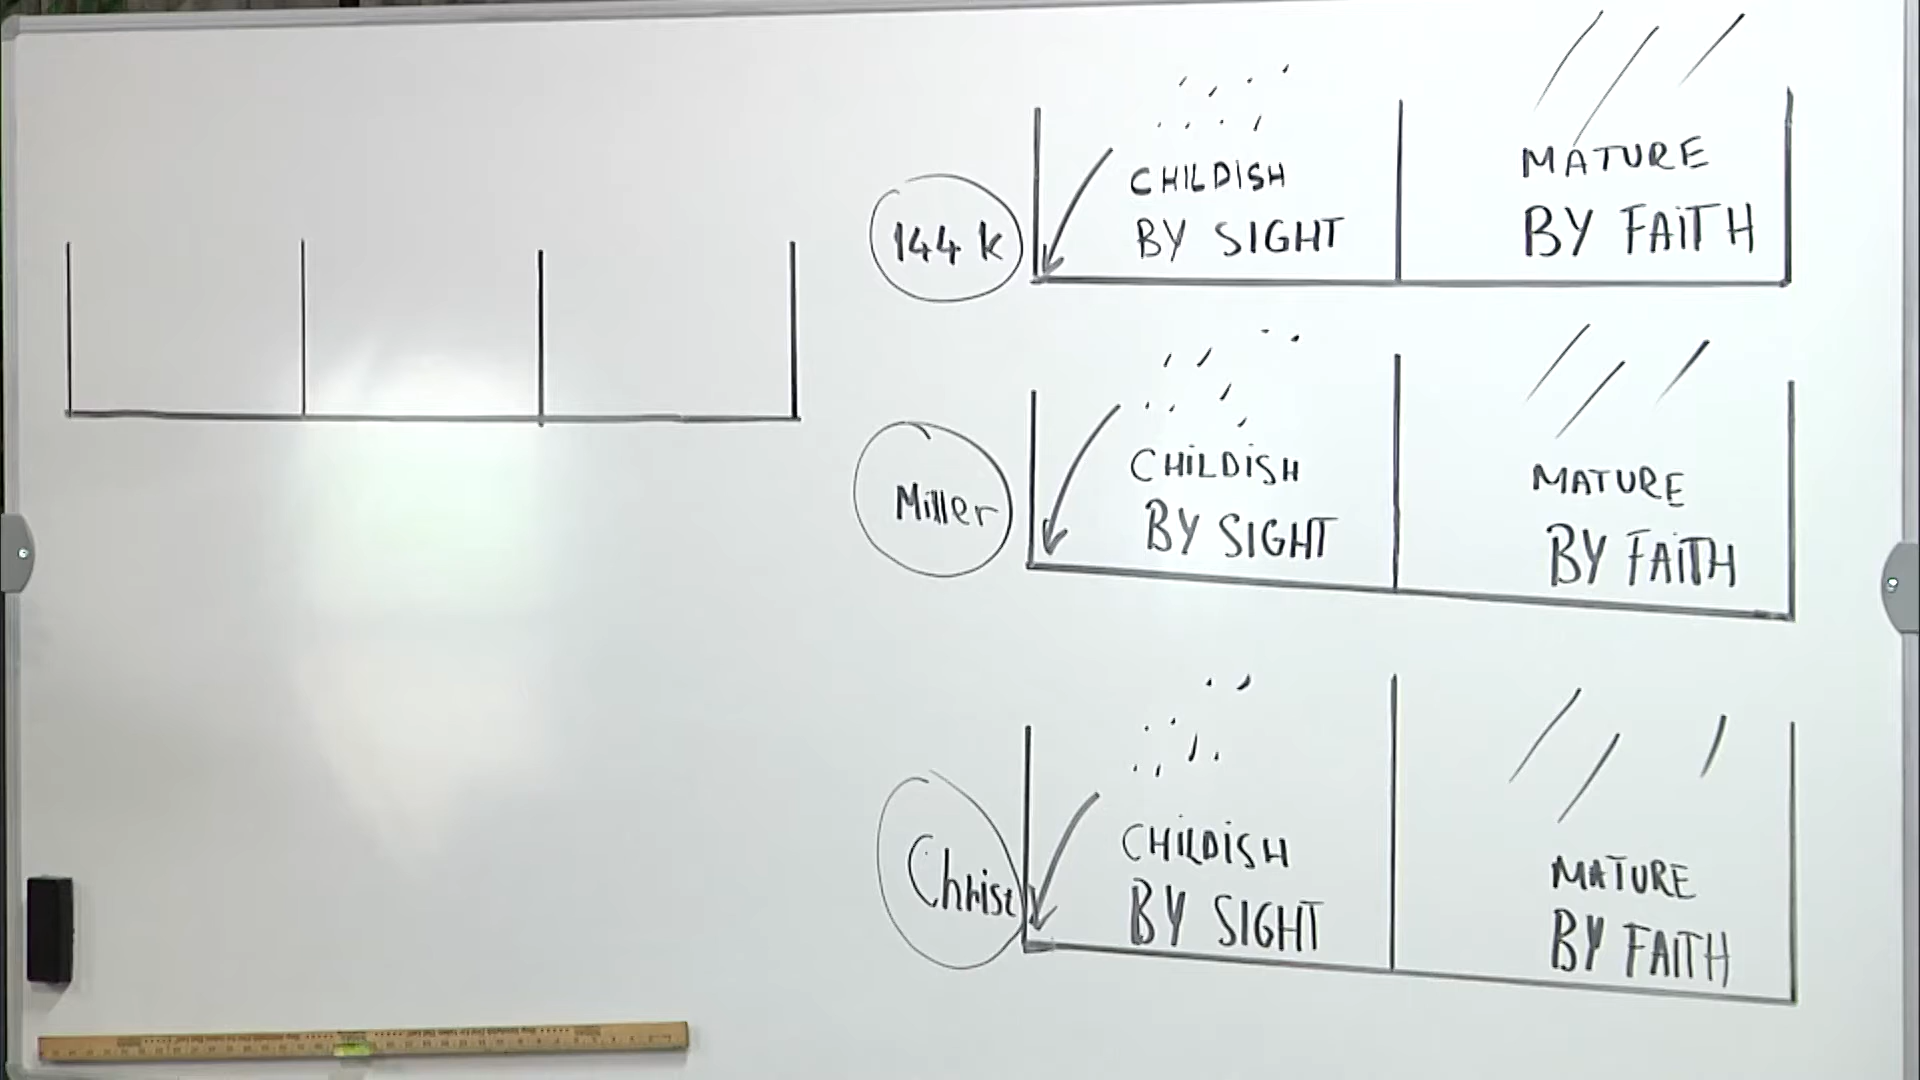 144 K
CHILDISH
BY SIGHT
MATURE
BY FAITH
Miller
CHILDISH
BY SIGHT
MATURE
BY FAITH
Christ
CHILDISH
BY SIGHT
MATURE
BY FAITH